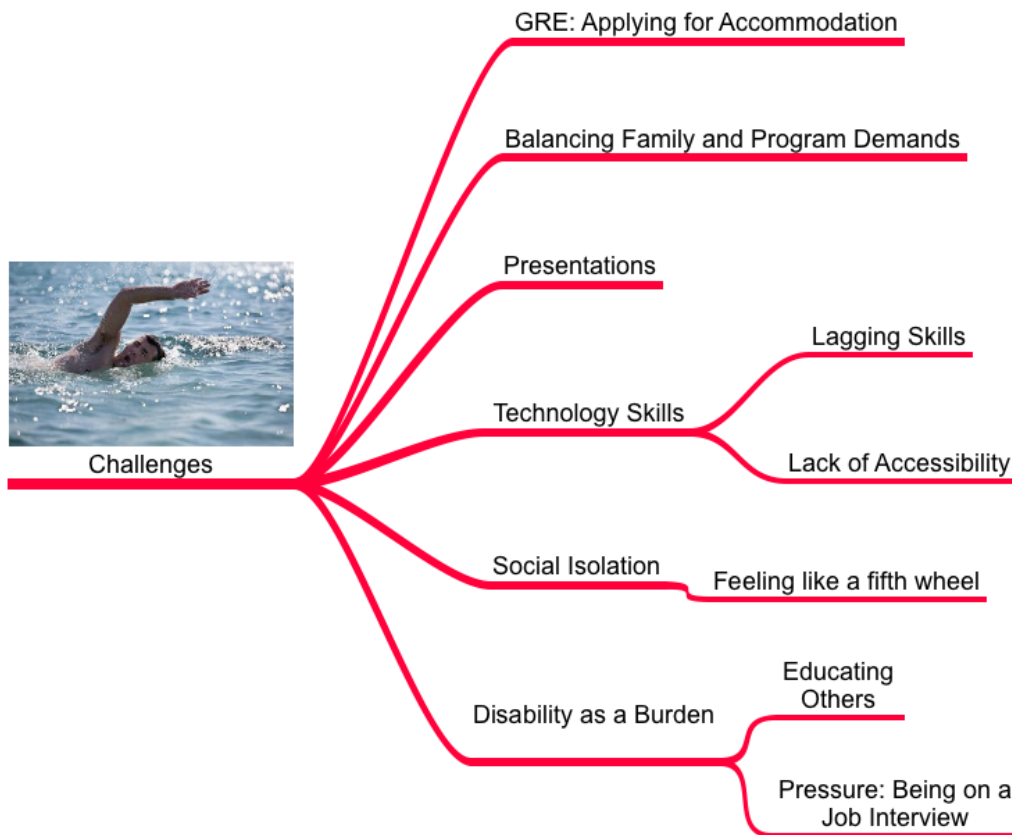 GRE: Applying for Accommodation
Balancing Family and Program Demands
Presentations
Lagging Skills
Technology Skills
Lack of Accessibility
Challenges
Social Isolation
Feeling like a fifth wheel
Educating
Others
Disability as a Burden
Pressure: Being on a
Job Interview